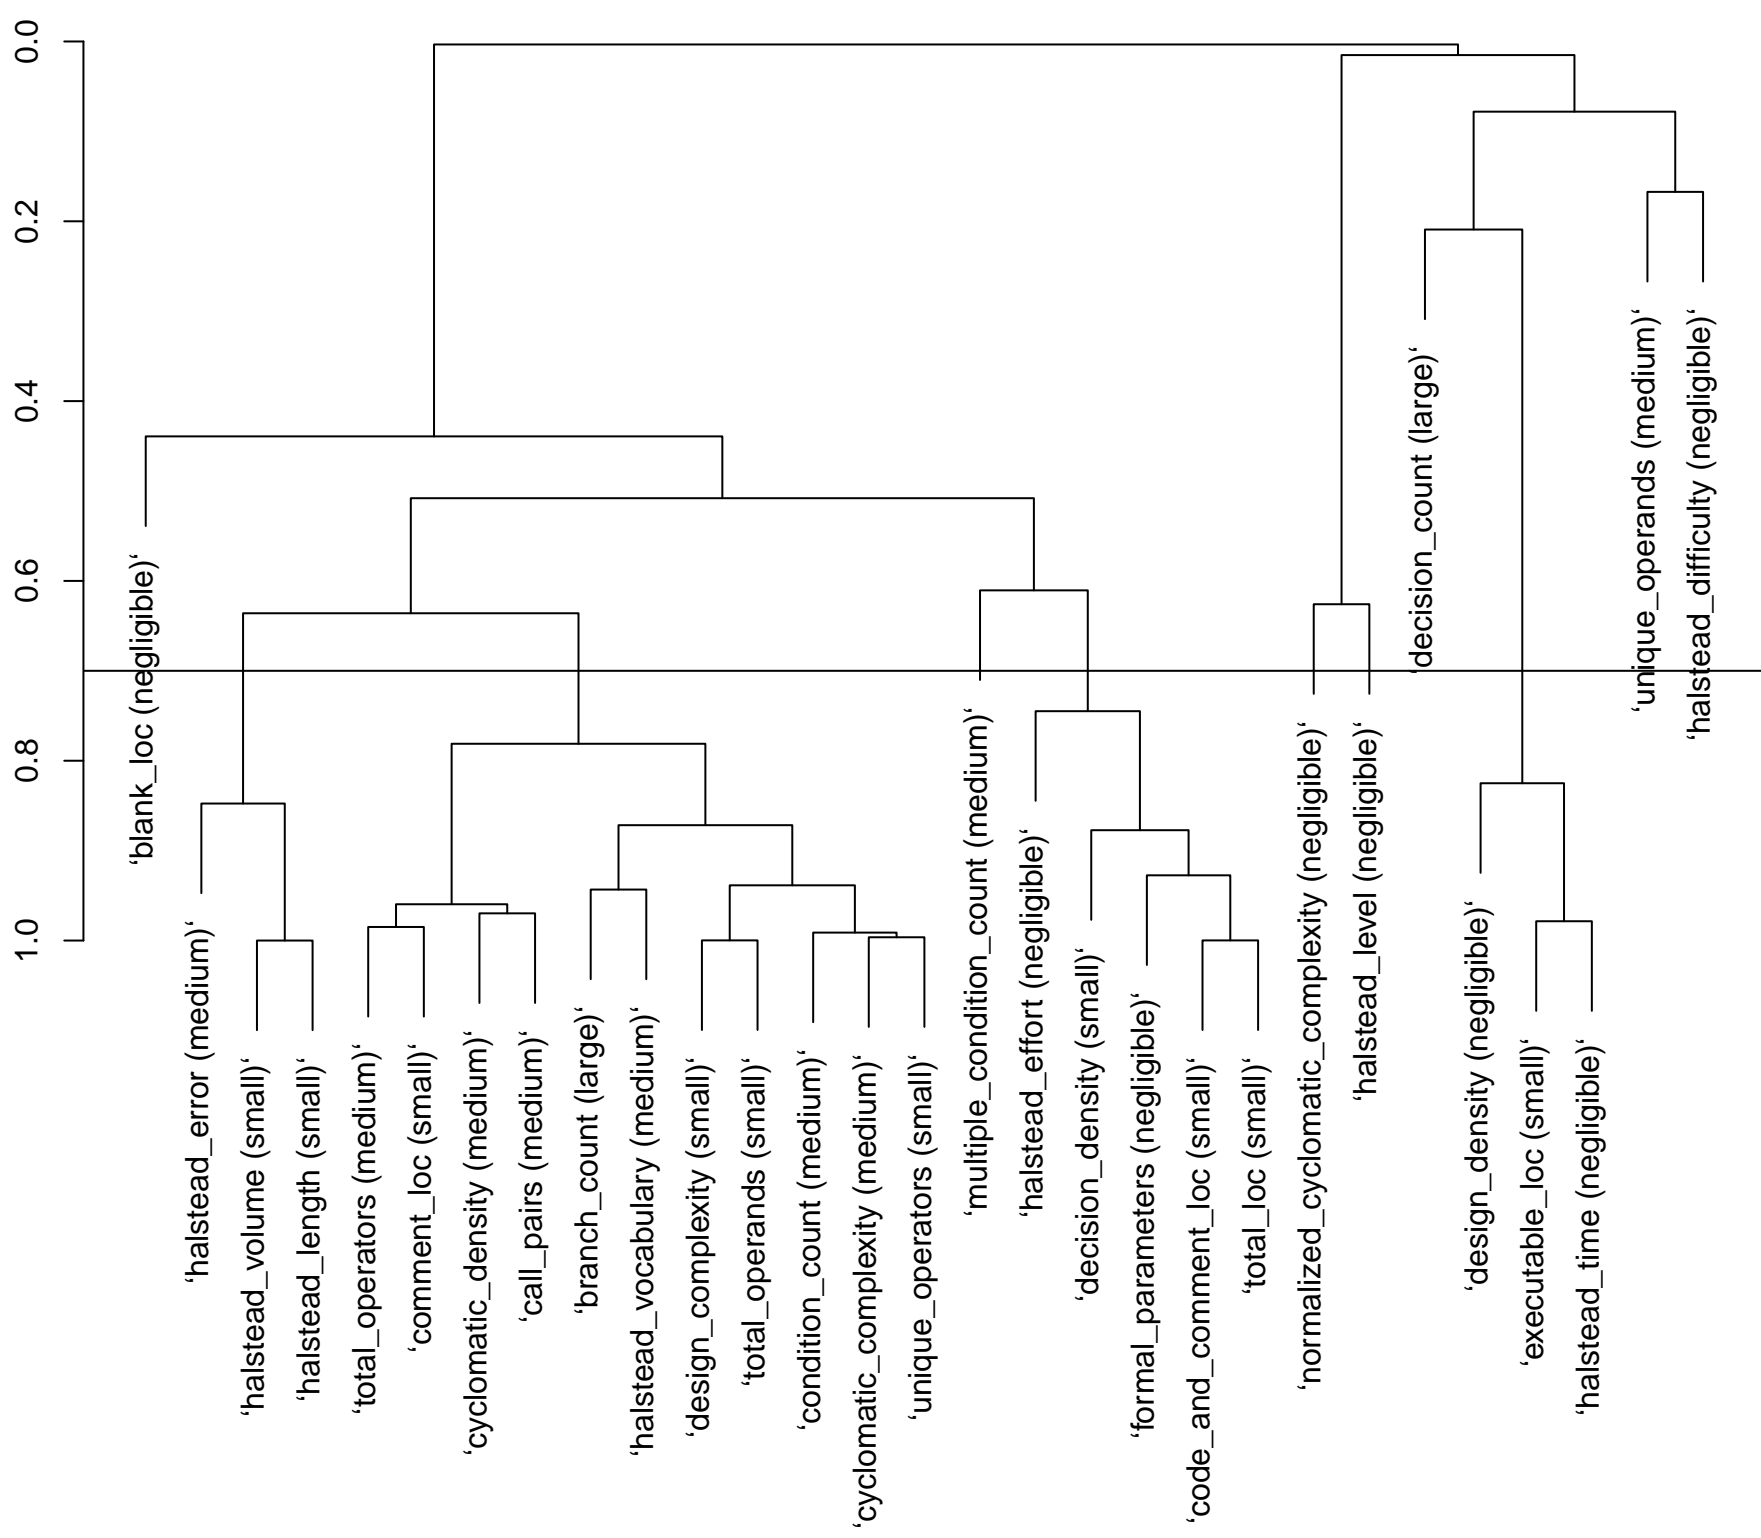 0.0
0.2
0.4
0.6
0.8
1.0
‘blank_loc (negligible)‘
‘halstead_error (medium)‘
‘halstead_volume (small)‘
‘halstead_length (small)‘
‘total_operators (medium)‘
‘comment_loc (small)‘
‘cyclomatic_density (medium)‘
‘call_pairs (medium)‘
‘branch_count (large)‘
‘halstead_vocabulary (medium)‘
‘design_complexity (small)‘
‘total_operands (small)‘
‘condition_count (medium)‘
‘cyclomatic_complexity (medium)‘
‘unique_operators (small)‘
‘multiple_condition_count (medium)‘
‘halstead_effort (negligible)‘
‘decision_density (small)‘
‘formal_parameters (negligible)‘
‘code_and_comment_loc (small)‘
‘total_loc (small)‘
‘normalized_cyclomatic_complexity (negligible)‘
‘halstead_level (negligible)‘
‘decision_count (large)‘
‘design_density (negligible)‘
‘executable_loc (small)‘
‘halstead_time (negligible)‘
‘unique_operands (medium)‘
‘halstead_difficulty (negligible)‘